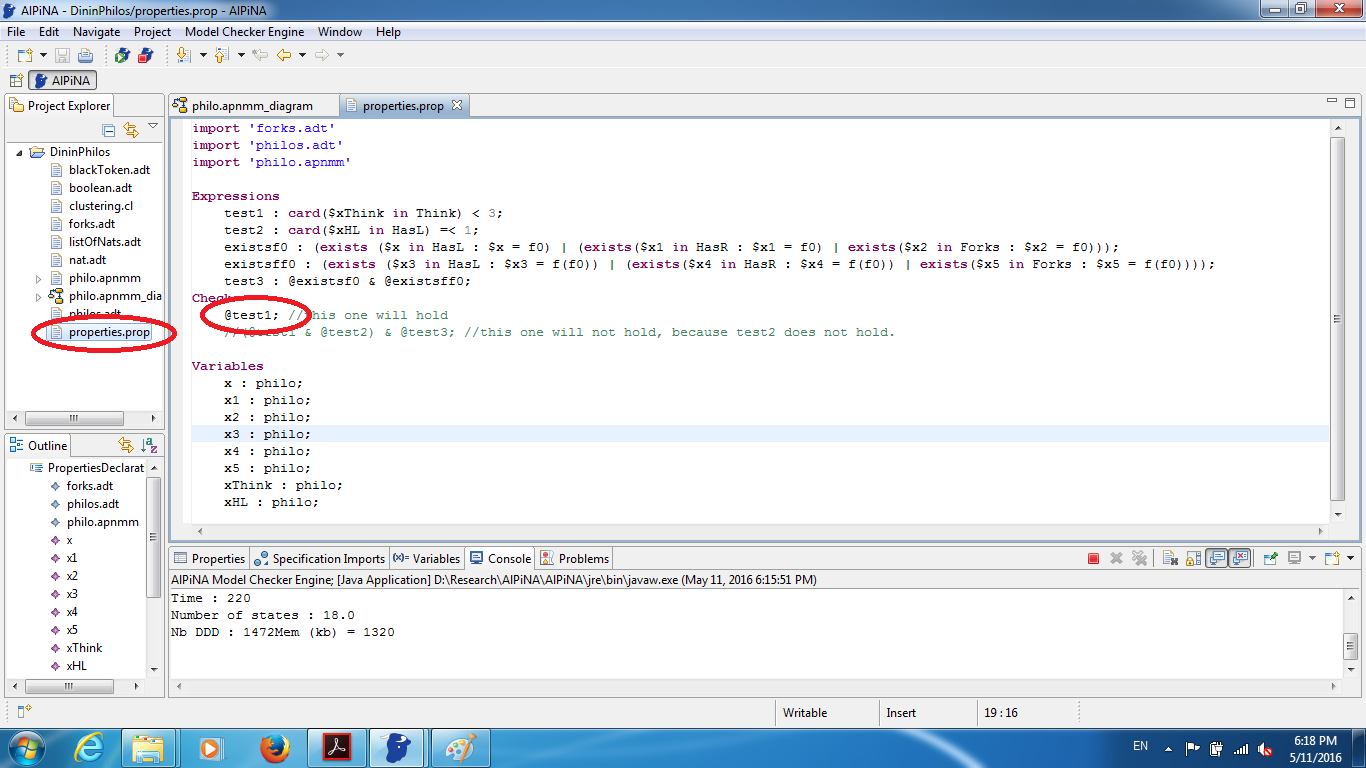 AlPiNA - DininPhilos/properties.prop - AlPiNA
File Edit Navigate Project Model Checker Engine Window Help
AlPiNA
Project Explorer
DininPhilos
blackToken.adt
boolean.adt
clustering.cl
forks.adt
listOfNats.adt
nat.adt
philo.apnmm
philo.apnmm_dia
philos.adt
properties.prop
Outline
PropertiesDeclarat
forks.adt
philos.adt
philo.apnmm
x
x1
x2
x3
x4
x5
xThink
xHL
philo.apnmm_diagram properties.prop
import 'forks.adt'
import 'philos.adt'
import 'philo.apnmm'
Expressions
test1 : card($xThink in Think) < 3;
test2 : card($xHL in HasL) =< 1;
existsf0 : (exists ($x in HasL : $x = f0) | (exists($x1 in HasR : $x1 = f0) | exists($x2 in Forks : $x2 = f0)));
existsff0 : (exists ($x3 in HasL : $x3 = f(f0)) | (exists($x4 in HasR : $x4 = f(f0)) | exists($x5 in Forks : $x5 = f(f0))));
test3 : @existsf0 & @existsff0;
Check
@test1; //this one will hold
//(@test1 & @test2) & @test3; //this one will not hold, because test2 does not hold.
Variables
x : philo;
x1 : philo;
x2 : philo;
x3 : philo;
x4 : philo;
x5 : philo;
xThink : philo;
xHL : philo;
Properties Specification Imports (x)= Variables Console Problems
AlPiNA Model Checker Engine; [Java Application] D:\Research\AlPiNA\AlPiNA\jre\bin\javaw.exe (May 11, 2016 6:15:51 PM)
Time : 220
Number of states : 18.0
Nb DDD : 1472Mem (kb) = 1320
Writable Insert 19 : 16
EN
6:18 PM
5/11/2016